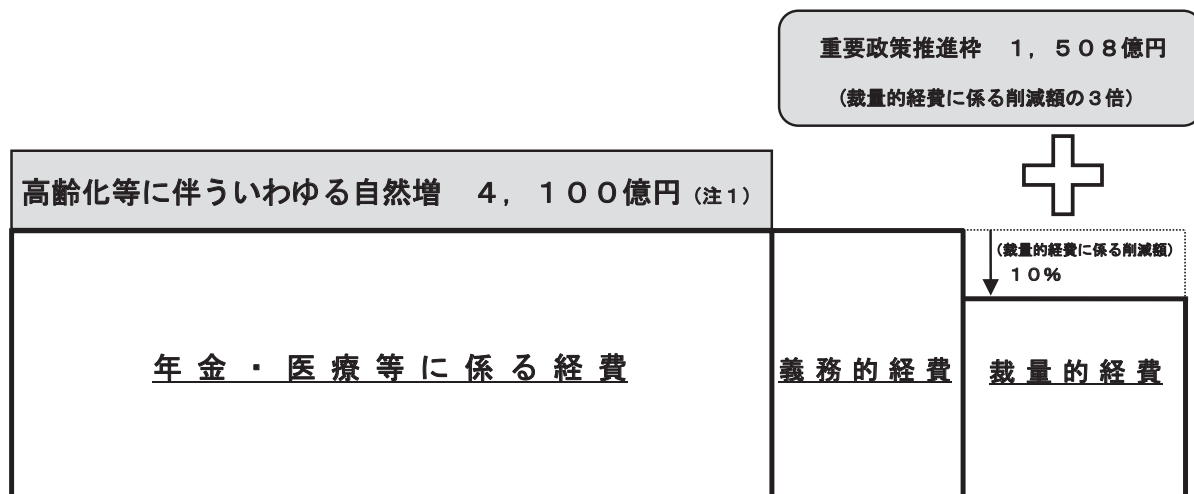 重要政策推進枠　１，５０８億円
（裁量的経費に係る削減額の３倍）
高齢化等に伴ういわゆる自然増　４，１００億円（注１）
（裁量的経費に係る削減額）
１０％
年金・医療等に係る経費
義務的経費
裁量的経費